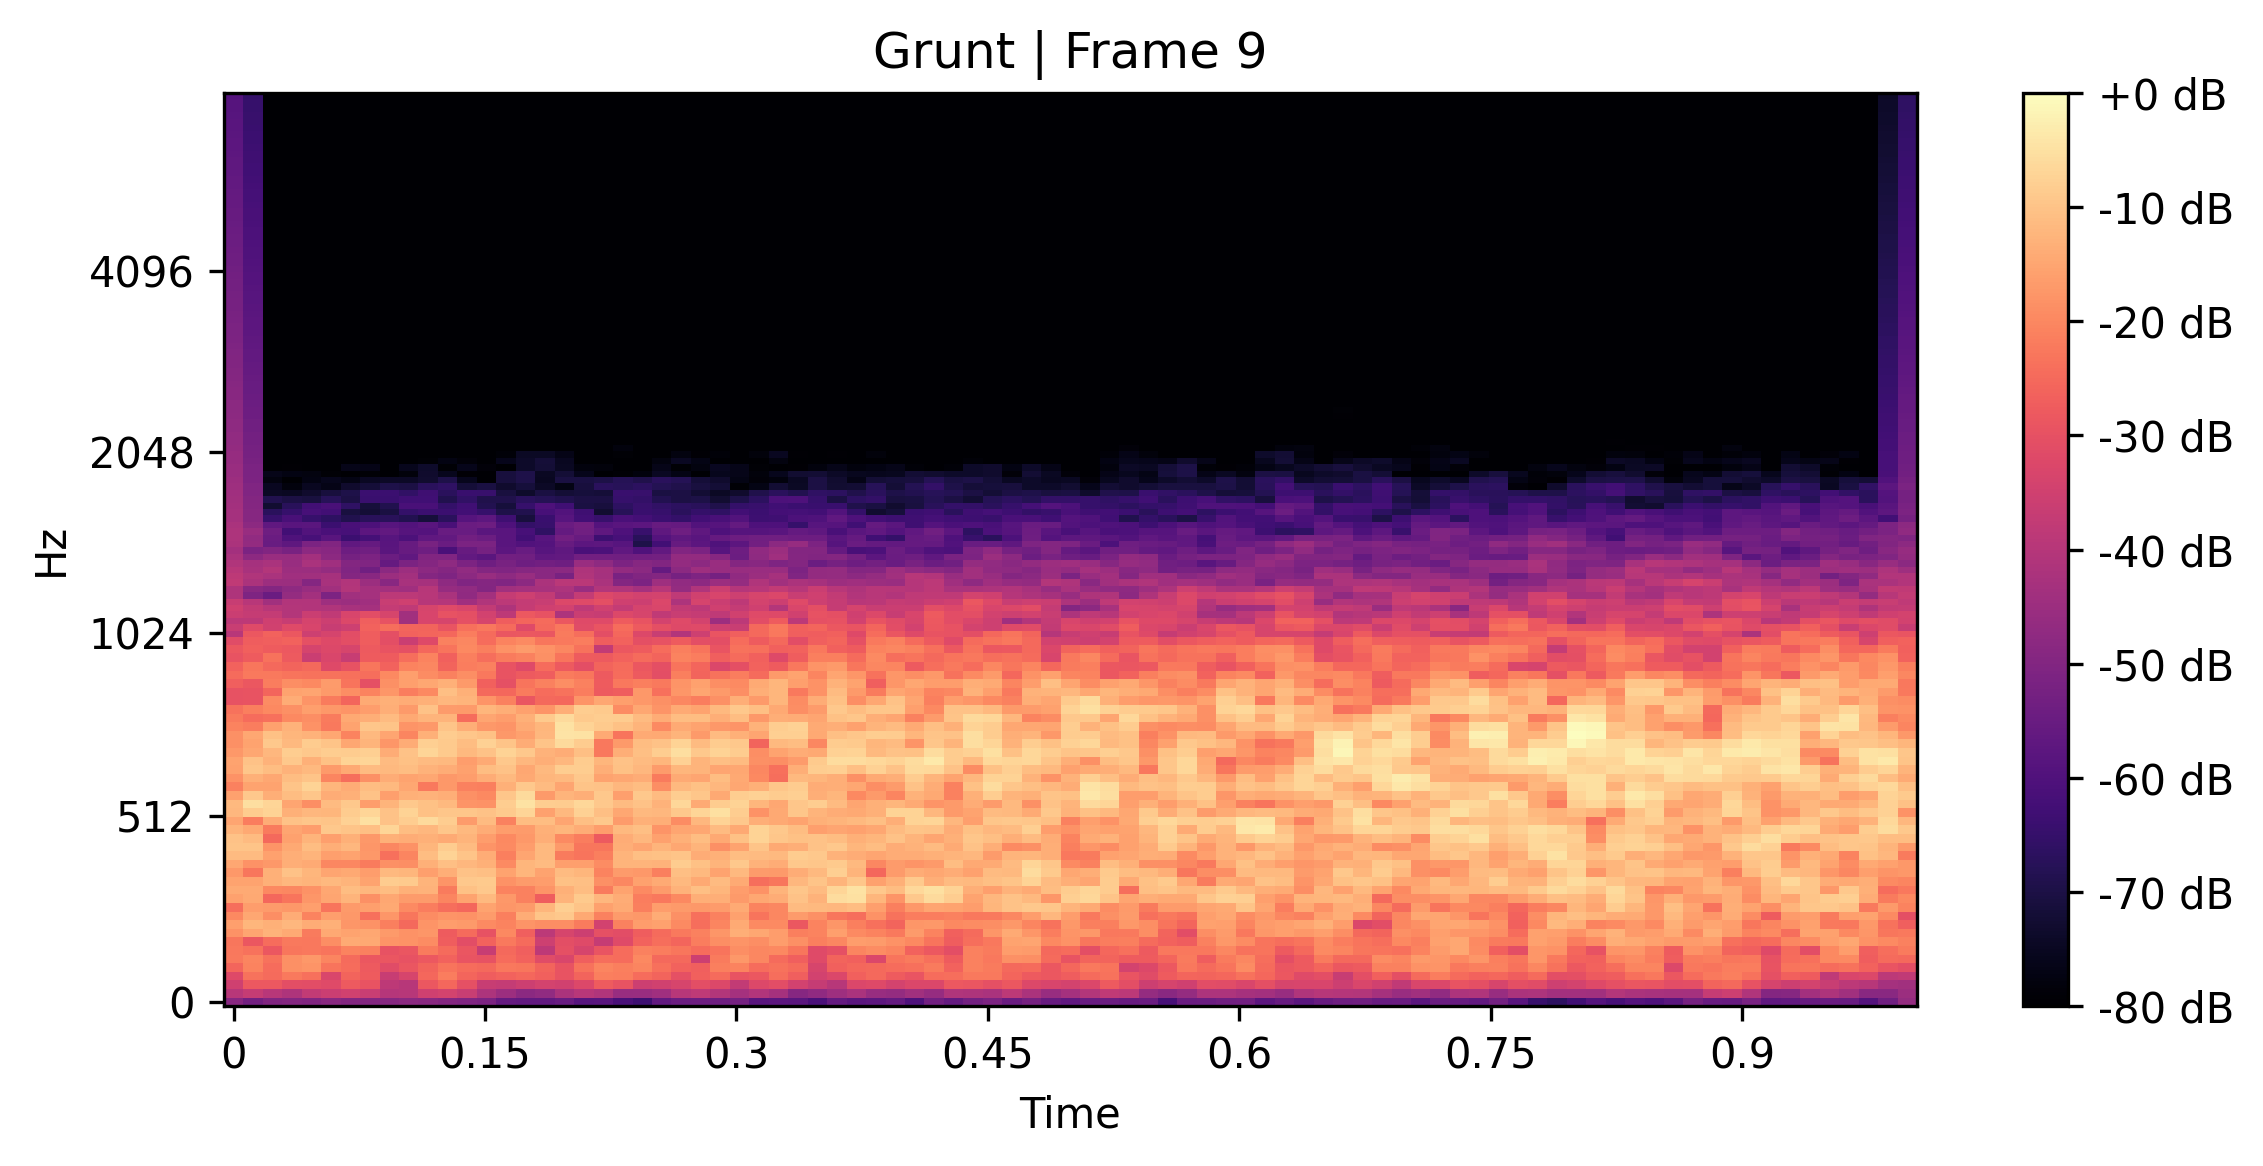 Grunt | Frame 9
Hz
4096
2048
1024
512
0
0 0.15 0.3 0.45 0.6 0.75 0.9
Time
+0 dB
-10 dB
-20 dB
-30 dB
-40 dB
-50 dB
-60 dB
-70 dB
-80 dB